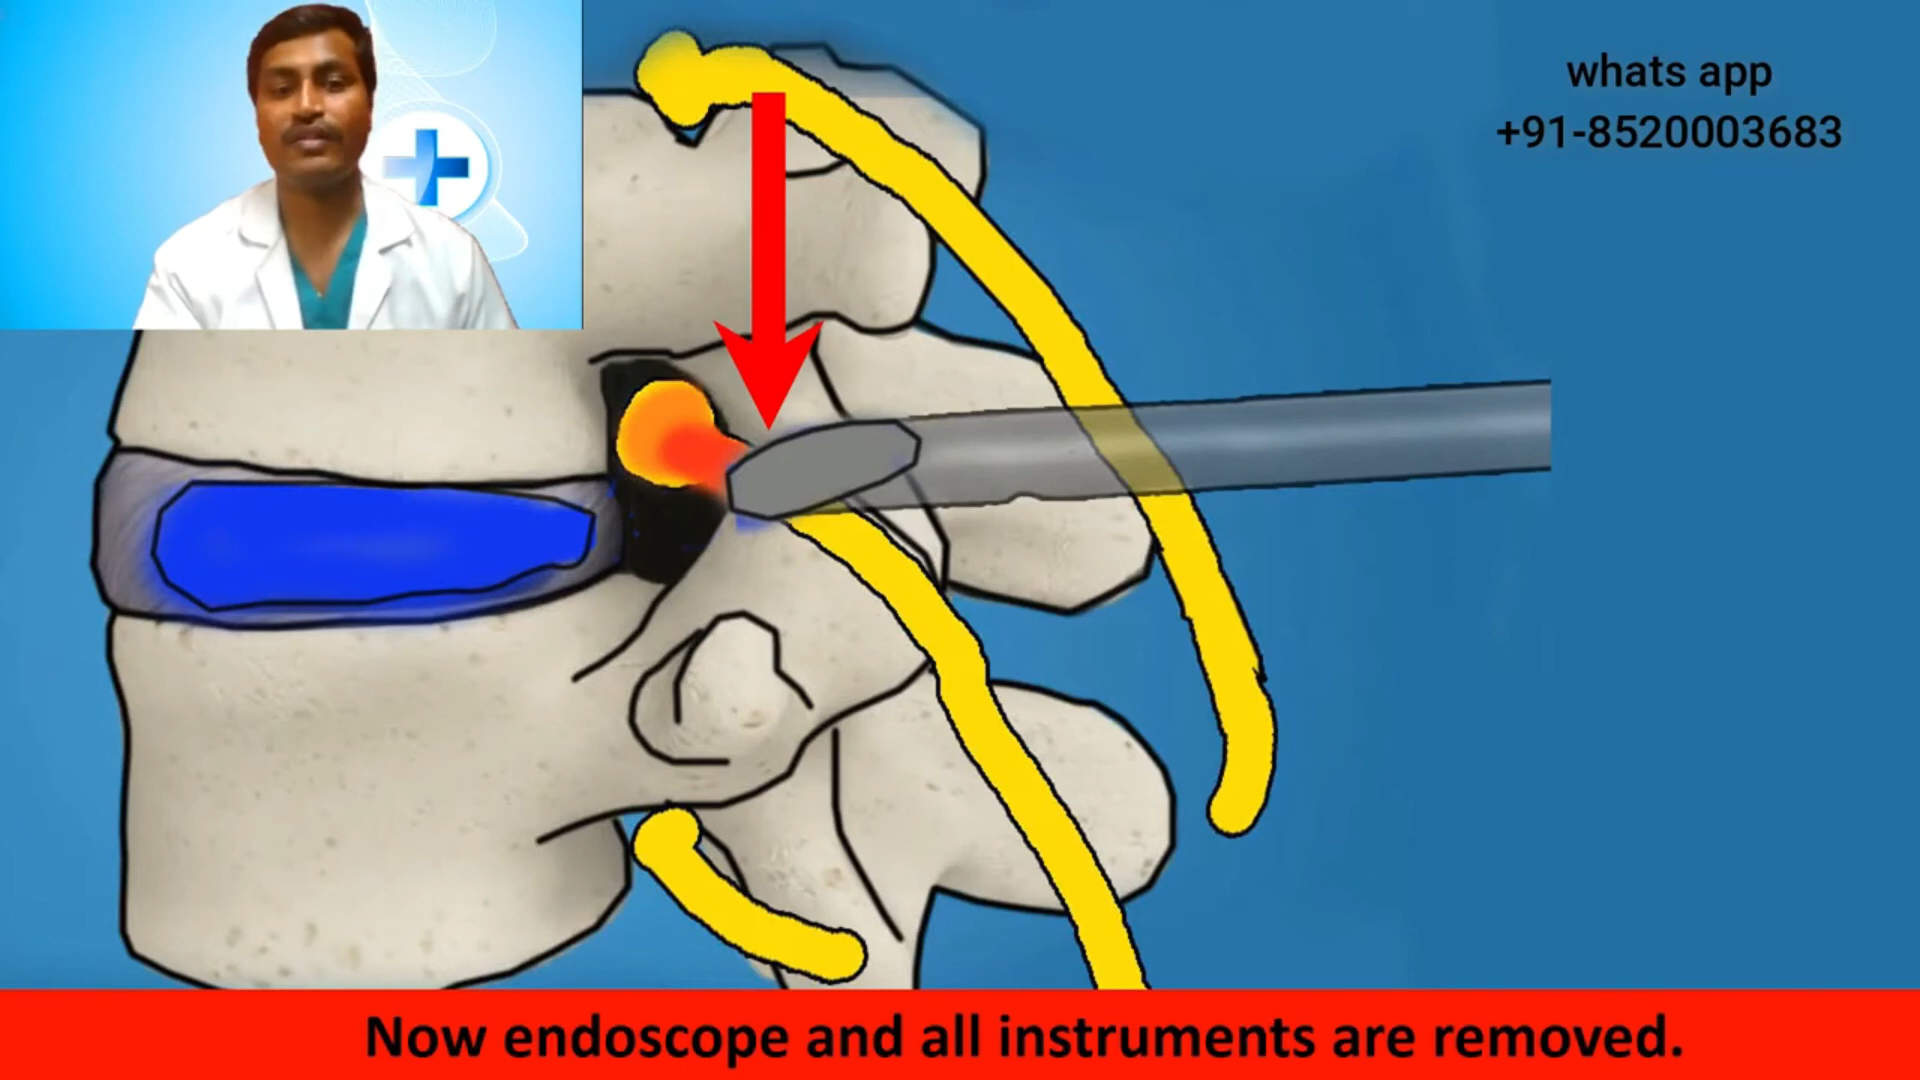 whats app
+91-8520003683
Now endoscope and all instruments are removed.